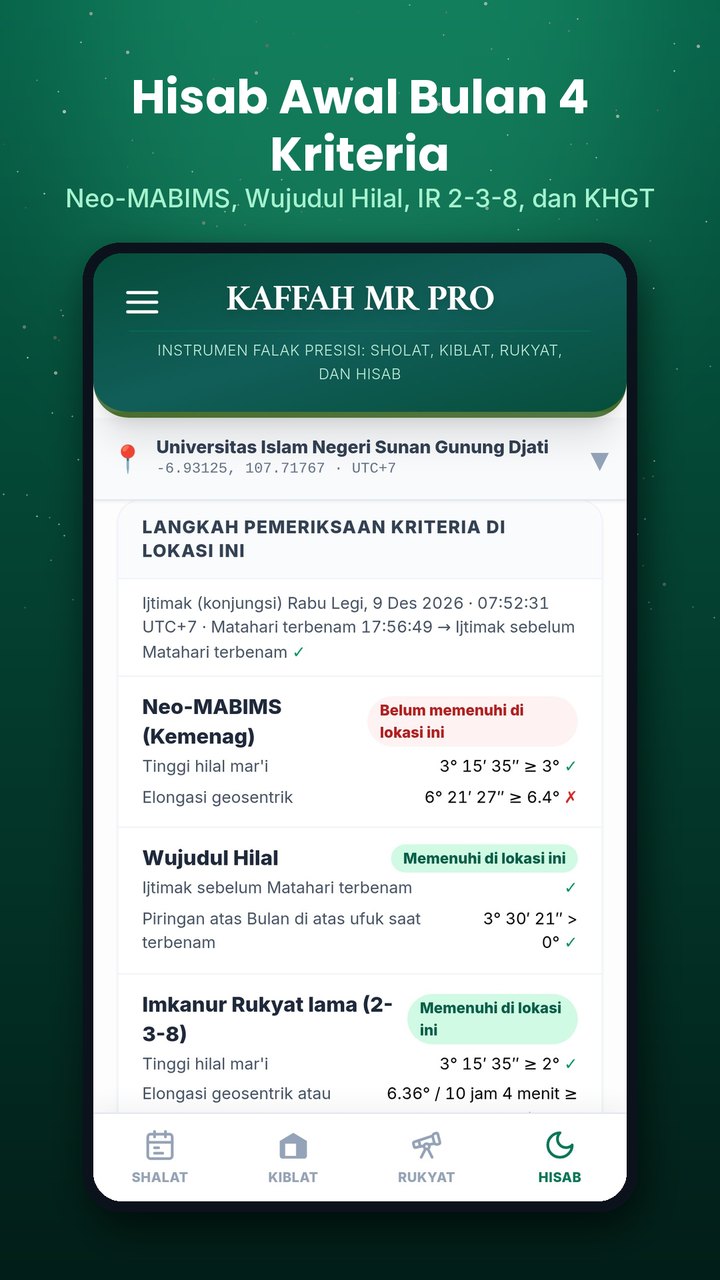 Hisab Awal Bulan 4
Kriteria
Neo-MABIMS, Wujudul Hilal, IR 2-3-8, dan KHGT
KAFFAH MR PRO
INSTRUMEN FALAK PRESISI: SHOLAT, KIBLAT, RUKYAT,
DAN HISAB
Universitas Islam Negeri Sunan Gunung Djati
-6.93125, 107.71767 · UTC+7
LANGKAH PEMERIKSAAN KRITERIA DI
LOKASI INI
Ijtimak (konjungsi) Rabu Legi, 9 Des 2026 · 07:52:31
UTC+7 · Matahari terbenam 17:56:49 → Ijtimak sebelum
Matahari terbenam ✓
Neo-MABIMS
(Kemenag)
Belum memenuhi di
lokasi ini
Tinggi hilal mar'i 3° 15′ 35″ ≥ 3° ✓
Elongasi geosentrik 6° 21′ 27″ ≥ 6.4° ✗
Wujudul Hilal Memenuhi di lokasi ini
Ijtimak sebelum Matahari terbenam ✓
Piringan atas Bulan di atas ufuk saat
terbenam
3° 30′ 21″ >
0° ✓
Imkanur Rukyat lama (2-
3-8)
Memenuhi di lokasi
ini
Tinggi hilal mar'i 3° 15′ 35″ ≥ 2° ✓
Elongasi geosentrik atau 6.36° / 10 jam 4 menit ≥
SHALAT KIBLAT RUKYAT HISAB